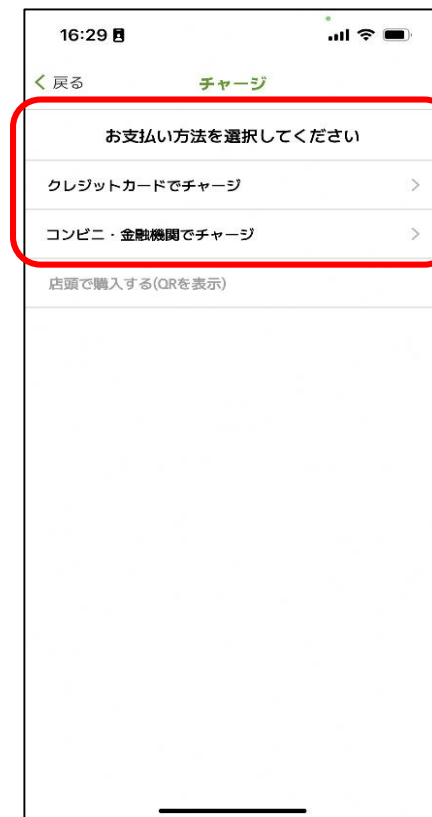 16:29
戻る
チャージ
お支払い方法を選択してください
クレジットカードでチャージ
コンビニ・金融機関でチャージ
店頭で購入する(QRを表示)